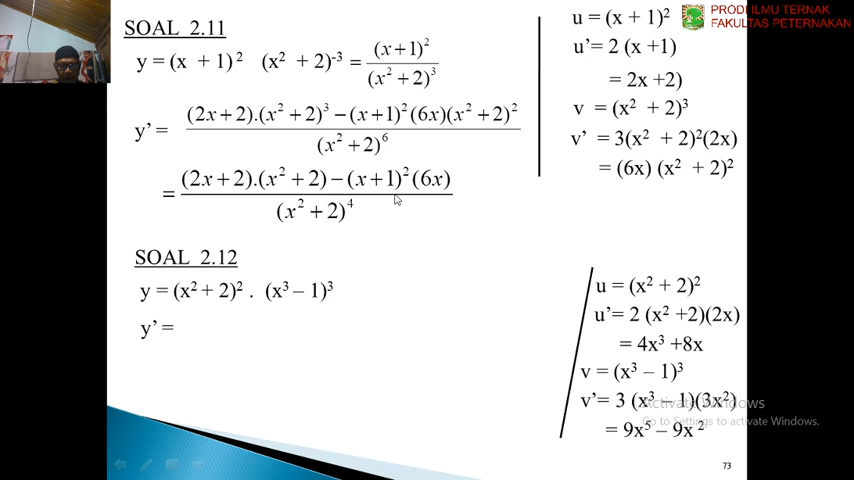 PRODI ILMU TERNAK
FAKULTAS PETERNAKAN
SOAL 2.11
y = (x + 1)² (x² + 2)⁻³ = (x+1)² / (x² + 2)³
y' = (2x+2).(x² + 2)³ − (x+1)² (6x)(x² + 2)² / (x² + 2)⁶
= (2x+2).(x² + 2) − (x+1)² (6x) / (x² + 2)⁴
u = (x + 1)²
u'= 2 (x +1)
= 2x +2)
v = (x² + 2)³
v' = 3(x² + 2)²(2x)
= (6x) (x² + 2)²
SOAL 2.12
y = (x² + 2)² . (x³ – 1)³
y' =
u = (x² + 2)²
u'= 2 (x² +2)(2x)
= 4x³ +8x
v = (x³ – 1)³
v'= 3 (x³ – 1)(3x²)
= 9x⁵ – 9x ²
Activate Windows
Go to Settings to activate Windows.
73